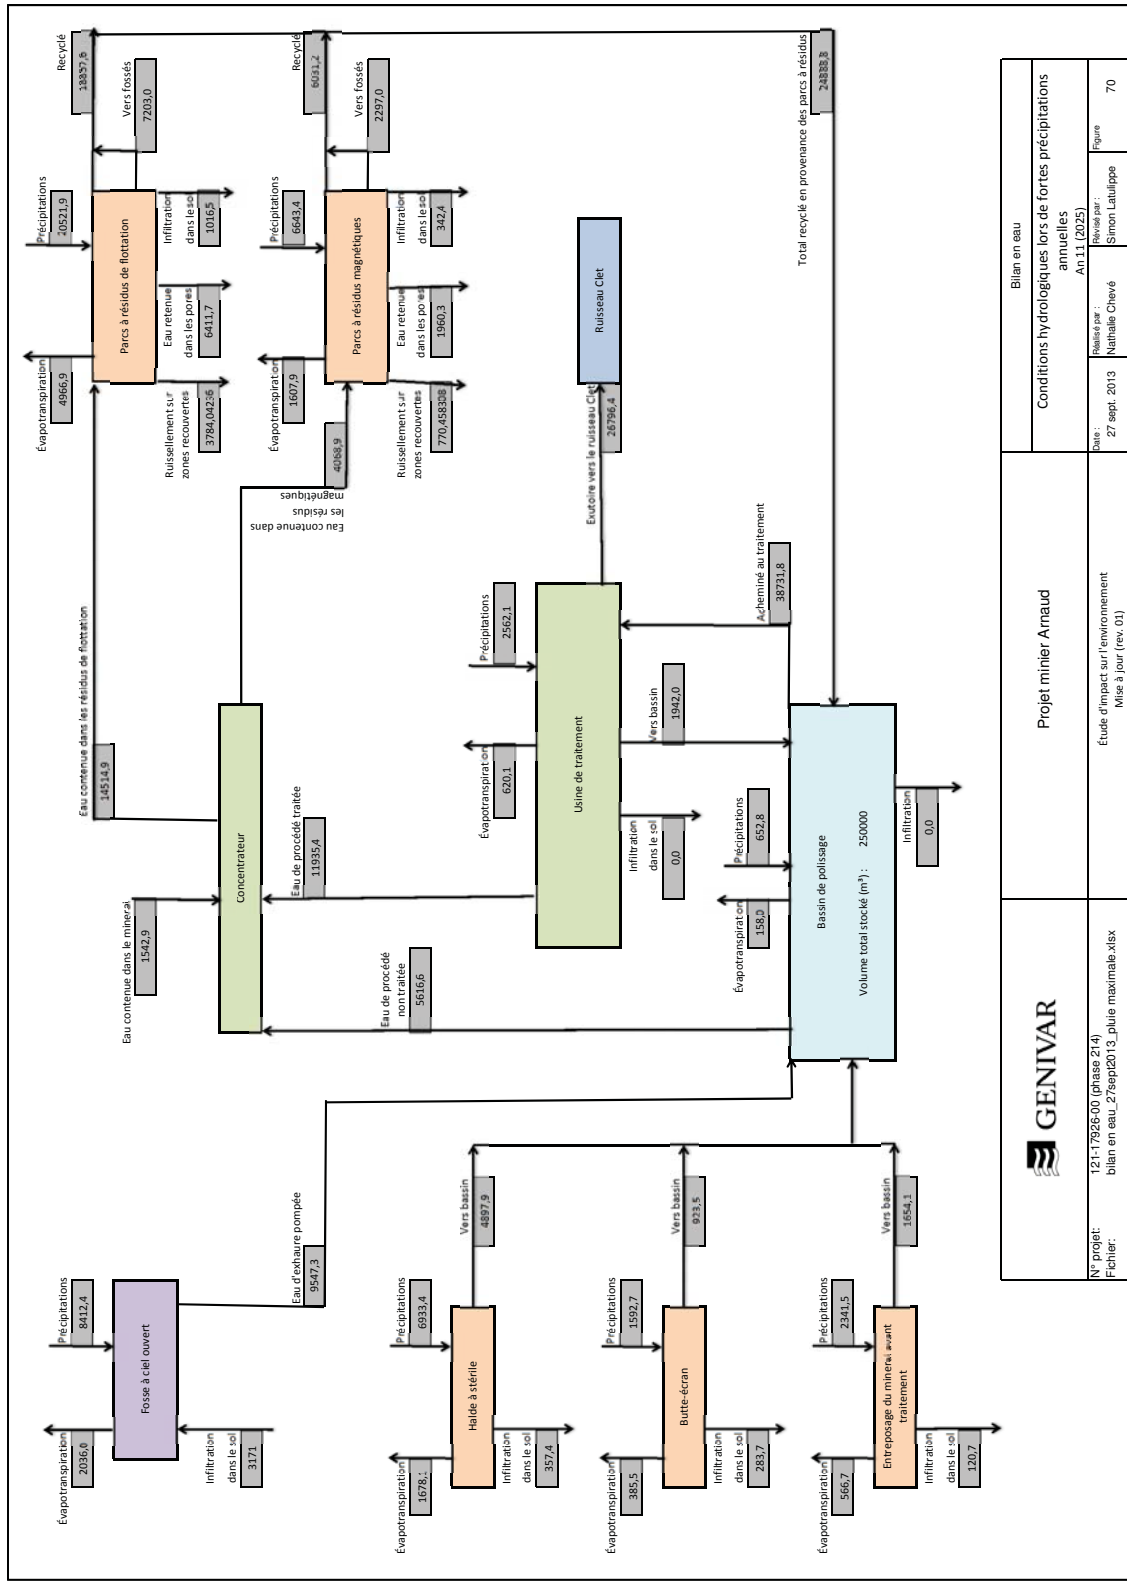 Évapotranspiration
2036,0
Précipitations
8412,4
Fosse à ciel ouvert
Infiltration
dans le sol
3171
Eau d'exhaure pompée
9547,3
Évapotranspiration
Précipitations
6933,4
Halde à stérile
Infiltration
dans le sol
357,4
Vers bassin
4897,9
Évapotranspiration
385,5
Précipitations
1592,7
Butte-écran
Infiltration
dans le sol
283,7
Vers bassin
923,5
Évapotranspiration
566,7
Précipitations
2341,5
Entreposage du minerai avant
traitement
Infiltration
dans le sol
120,7
Vers bassin
1654,1
Eau contenue dans le minerai
1542,9
Concentrateur
Eau contenue dans les résidus de flottation
14514,9
Eau de procédé
non traitée
5616,6
Eau de procédé traitée
11935,4
Eau contenue dans
les résidus
magnétiques
4068,9
Évapotranspiration
620,1
Précipitations
2562,1
Usine de traitement
Infiltration
dans le sol
0,0
Vers bassin
1942,0
Acheminé au traitement
38731,8
Exutoire vers le ruisseau Clet
26796,4
Ruisseau Clet
Évapotranspiration
158,0
Précipitations
652,8
Bassin de polissage
Volume total stocké (m³) : 250000
Infiltration
0,0
Évapotranspiration
4966,9
Précipitations
20521,9
Recyclé
18857,6
Parcs à résidus de flottation
Vers fossés
7203,0
Ruissellement sur
zones recouvertes
3784,04236
Eau retenue
dans les pores
6411,7
Infiltration
dans le sol
1016,5
Évapotranspiration
1607,9
Précipitations
6643,4
Recyclé
6031,2
Parcs à résidus magnétiques
Vers fossés
2297,0
Ruissellement sur
zones recouvertes
770,458308
Eau retenue
dans les pores
1960,3
Infiltration
dans le sol
342,4
Total recyclé en provenance des parcs à résidus
24888,8
GENIVAR
N° projet: 121-17926-00 (phase 214)
Fichier: bilan en eau_27sept2013_pluie maximale.xlsx
Projet minier Arnaud
Étude d'impact sur l'environnement
Mise à jour (rev. 01)
Bilan en eau
Conditions hydrologiques lors de fortes précipitations
annuelles
An 11 (2025)
Date :
27 sept. 2013
Réalisé par :
Nathalie Chevé
Révisé par :
Simon Latulippe
Figure
70